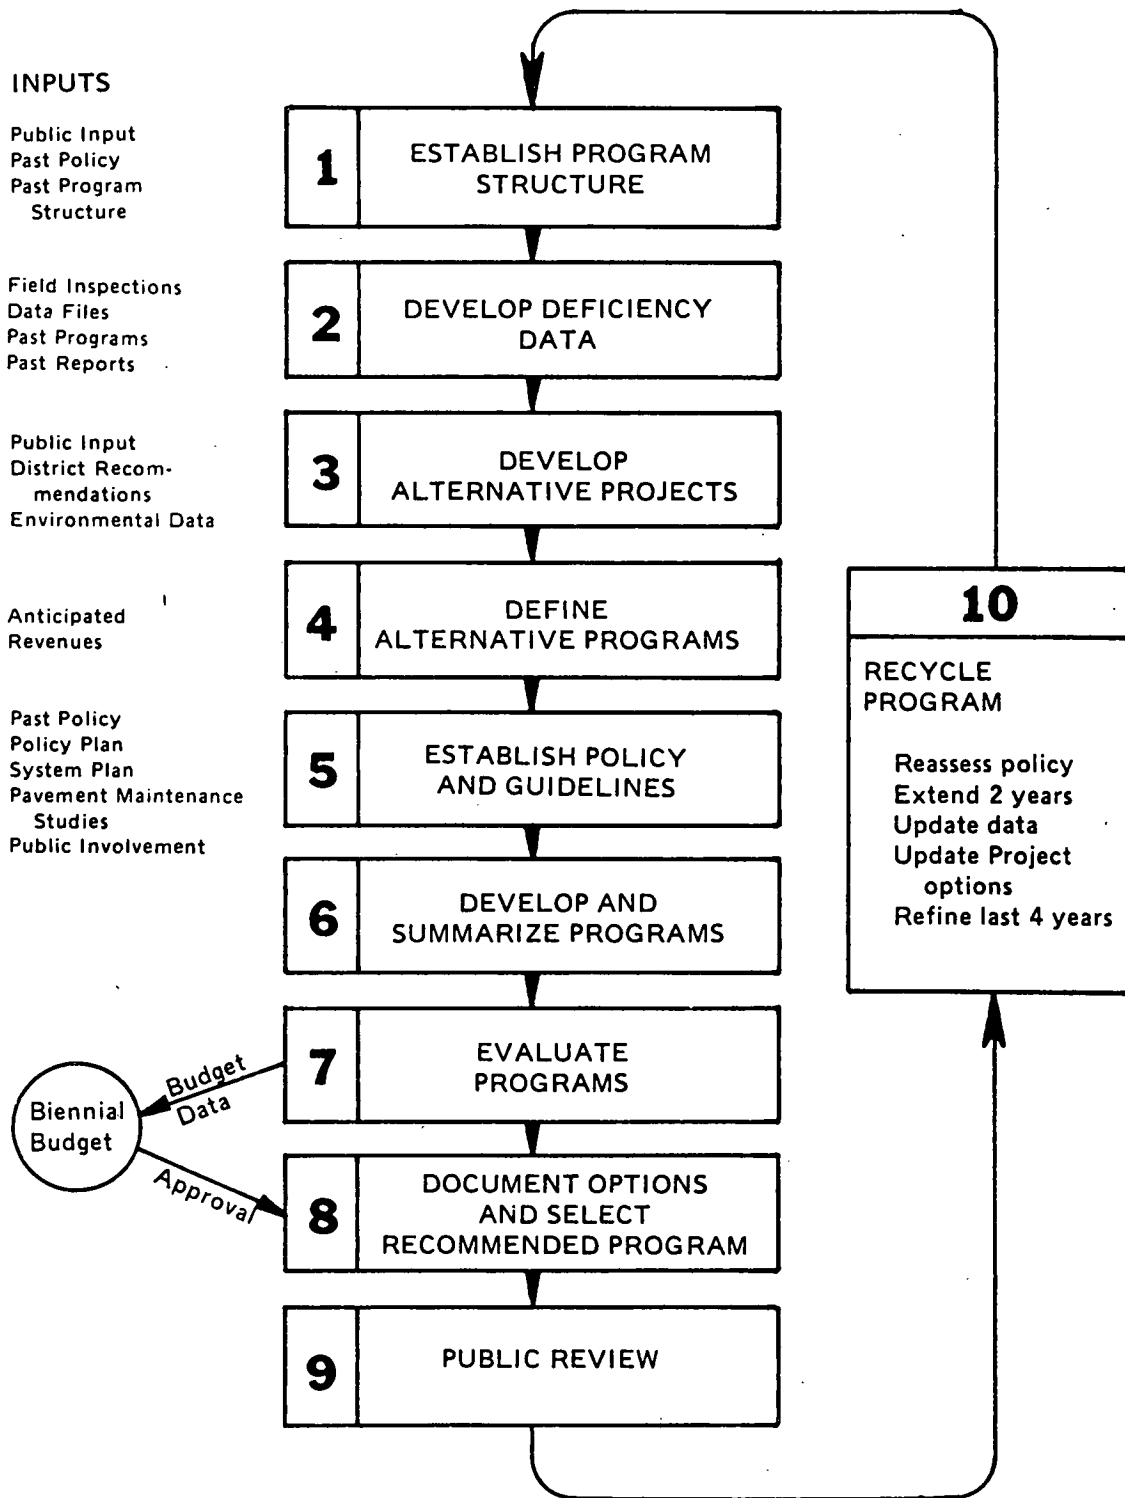 INPUTS
Public Input
Past Policy
Past Program
Structure
1
ESTABLISH PROGRAM
STRUCTURE
Field Inspections
Data Files
Past Programs
Past Reports
2
DEVELOP DEFICIENCY
DATA
Public Input
District Recom-
mendations
Environmental Data
3
DEVELOP
ALTERNATIVE PROJECTS
Anticipated
Revenues
4
DEFINE
ALTERNATIVE PROGRAMS
Past Policy
Policy Plan
System Plan
Pavement Maintenance
Studies
Public Involvement
5
ESTABLISH POLICY
AND GUIDELINES
6
DEVELOP AND
SUMMARIZE PROGRAMS
7
EVALUATE
PROGRAMS
Budget
Data
Biennial
Budget
Approval
8
DOCUMENT OPTIONS
AND SELECT
RECOMMENDED PROGRAM
9
PUBLIC REVIEW
10
RECYCLE
PROGRAM
Reassess policy
Extend 2 years
Update data
Update Project
options
Refine last 4 years